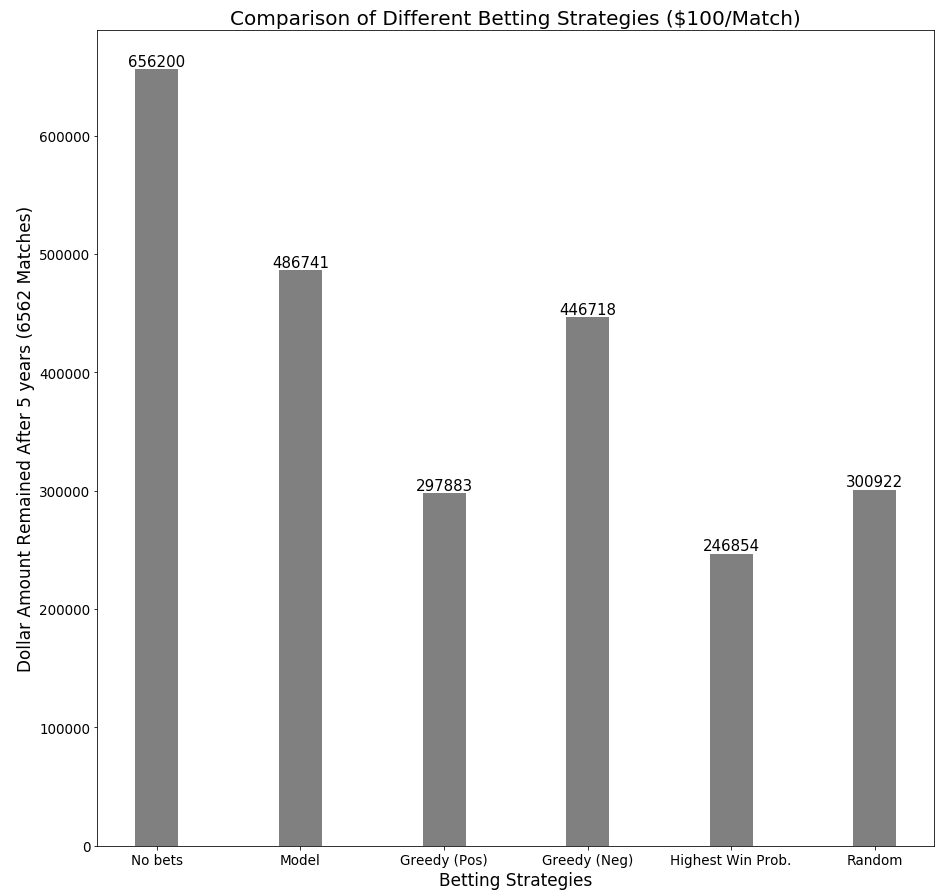 Comparison of Different Betting Strategies ($100/Match)
Dollar Amount Remained After 5 years (6562 Matches)
600000
500000
400000
300000
200000
100000
0
656200
486741
297883
446718
246854
300922
No bets
Model
Greedy (Pos)
Greedy (Neg)
Highest Win Prob.
Random
Betting Strategies